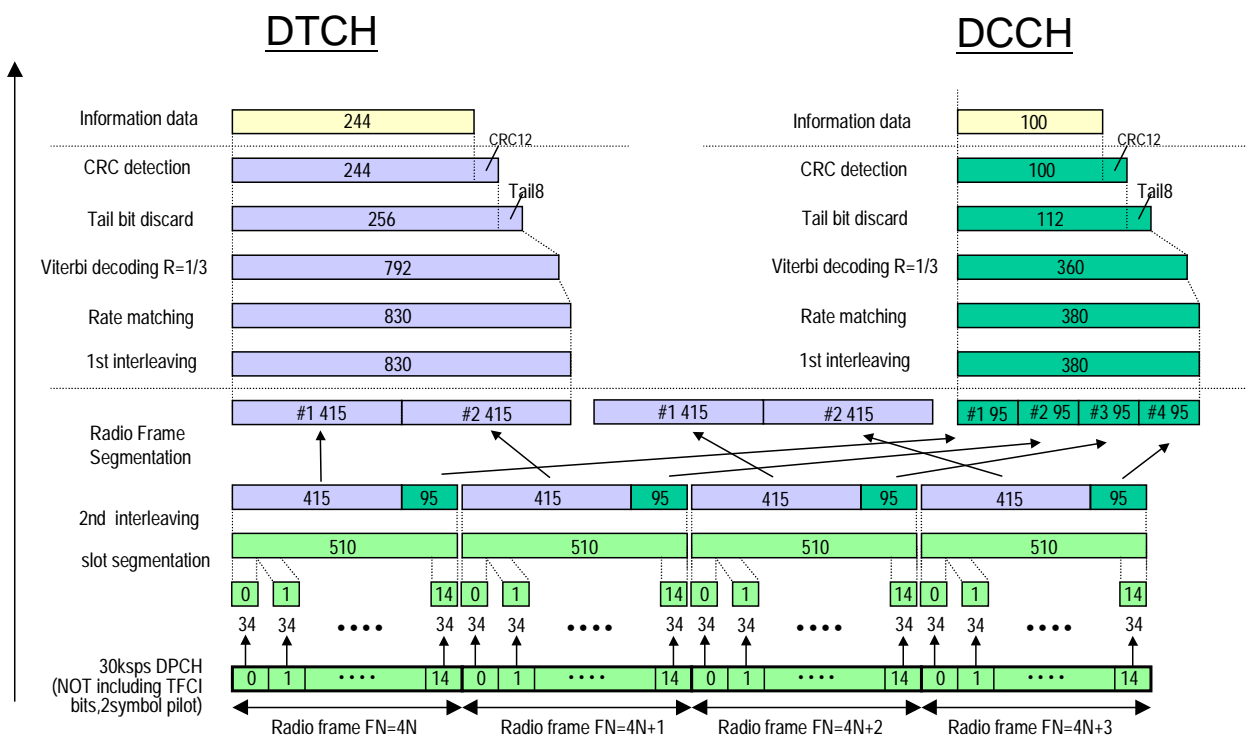 DTCH DCCH
Information data 244 Information data 100
CRC12 CRC12
CRC detection 244 CRC detection 100
Tail8 Tail8
Tail bit discard 256 Tail bit discard 112
Viterbi decoding R=1/3 792 Viterbi decoding R=1/3 360
Rate matching 830 Rate matching 380
1st interleaving 830 1st interleaving 380
#1 415 #2 415 #1 415 #2 415 #1 95 #2 95 #3 95 #4 95
Radio Frame
Segmentation
415 95 415 95 415 95 415 95
2nd interleaving
510 510 510 510
slot segmentation
0 1 14 0 1 14 0 1 14 0 1 14
34 34 •••• 34 34 34 •••• 34 34 34 •••• 34 34 34 •••• 34
30ksps DPCH
(NOT including TFCI
bits,2symbol pilot)
0 1 •••• 14 0 1 •••• 14 0 1 •••• 14 0 1 •••• 14
Radio frame FN=4N Radio frame FN=4N+1 Radio frame FN=4N+2 Radio frame FN=4N+3